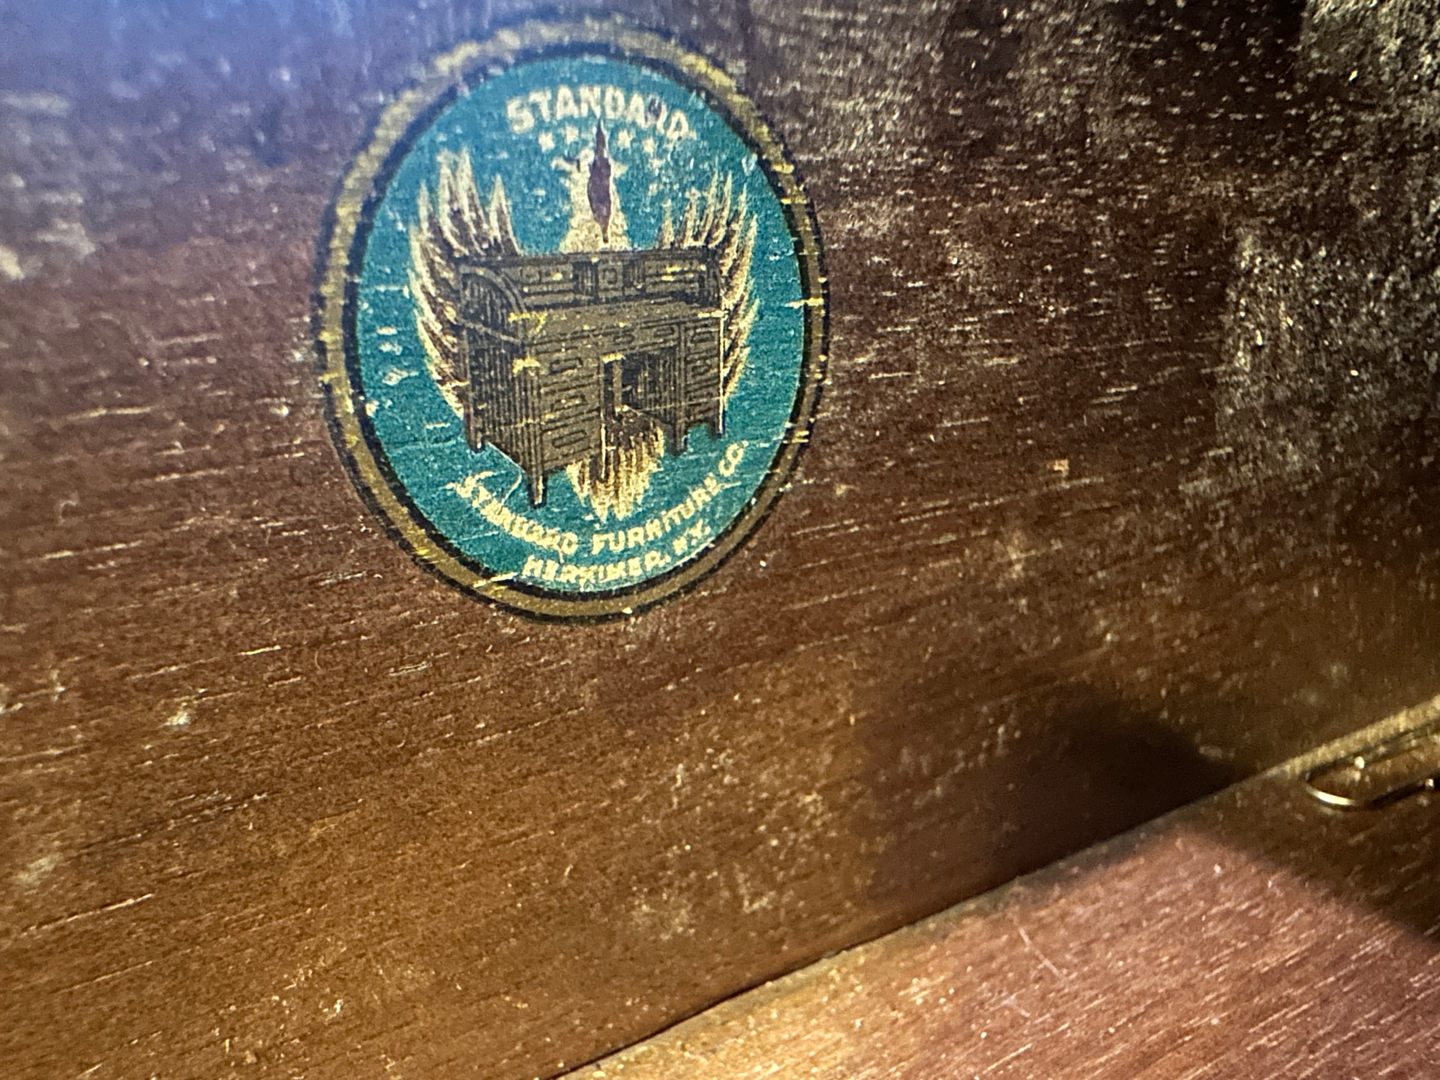 STANDARD
STANDARD FURNITURE CO.
HERKIMER, N.Y.